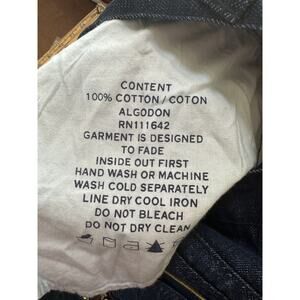 CONTENT
100% COTTON / COTON
ALGODON
RN111642
GARMENT IS DESIGNED
TO FADE
INSIDE OUT FIRST
HAND WASH OR MACHINE
WASH COLD SEPARATELY
LINE DRY COOL IRON
DO NOT BLEACH
DO NOT DRY CLEAN